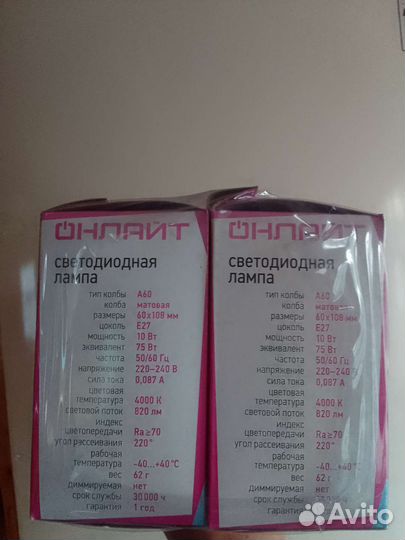 ОНЛАЙТ
светодиодная
лампа
тип колбы A60
колба матовая
размеры 60х108 мм
цоколь E27
мощность 10 Вт
эквивалент 75 Вт
частота 50/60 Гц
напряжение 220-240 В
сила тока 0,087 А
цветовая
температура 4000 К
световой поток 820 лм
индекс
цветопередачи Ra≥70
угол рассеивания 220°
рабочая
температура -40...+40°C
вес 62 г
диммируемая нет
срок службы 30 000 ч
гарантия 1 год
ОНЛАЙТ
светодиодная
лампа
тип колбы A60
колба матовая
размеры 60х108 мм
цоколь E27
мощность 10 Вт
эквивалент 75 Вт
частота 50/60 Гц
напряжение 220-240 В
сила тока 0,087 А
цветовая
температура 4000 К
световой поток 820 лм
индекс
цветопередачи Ra≥70
угол рассеивания 220°
рабочая
температура -40...+40°C
вес 62 г
диммируемая нет
срок службы ч
гарантия 1 год
Avito